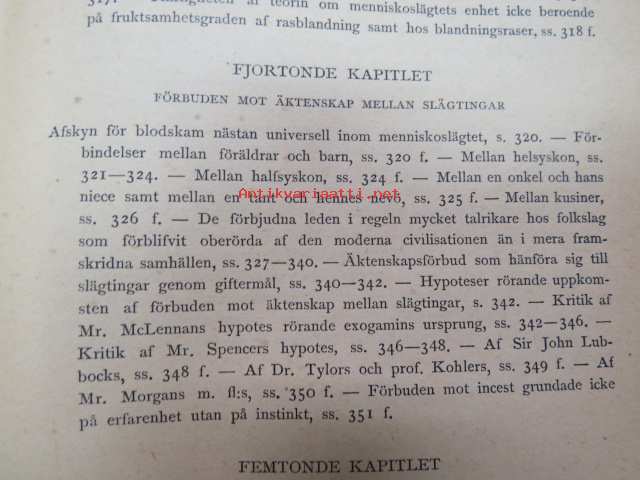 af teorin om menniskoslägtets enhet icke beroende
på fruktsamhetsgraden af rasblandning samt hos blandningsraser, ss. 318 f.
FJORTONDE KAPITLET
FÖRBUDEN MOT ÄKTENSKAP MELLAN SLÄGTINGAR
Afskyn för blodskam nästan universell inom menniskoslägtet, s. 320. — För-
bindelser mellan föräldrar och barn, ss. 320 f. — Mellan helsyskon, ss.
321—324. — Mellan halfsyskon, ss. 324 f. — Mellan en onkel och hans
niece samt mellan en tant och hennes nevö, ss. 325 f. — Mellan kusiner,
Antikvariaatti.net
ss. 326 f. — De förbjudna leden i regeln mycket talrikare hos folkslag
som förblifvit oberörda af den moderna civilisationen än i mera fram-
skridna samhällen, ss. 327—340. — Äktenskapsförbud som hänföra sig till
slägtingar genom giftermål, ss. 340—342. — Hypoteser rörande uppkom-
sten af förbuden mot äktenskap mellan slägtingar, s. 342. — Kritik af
Mr. McLennans hypotes rörande exogamins ursprung, ss. 342—346. —
Kritik af Mr. Spencers hypotes, ss. 346—348. — Af Sir John Lub-
bocks, ss. 348 f. — Af Dr. Tylors och prof. Kohlers, ss. 349 f. — Af
Mr. Morgans m. fl:s, ss. 350 f. — Förbuden mot incest grundade icke
på erfarenhet utan på instinkt, ss. 351 f.
FEMTONDE KAPITLET